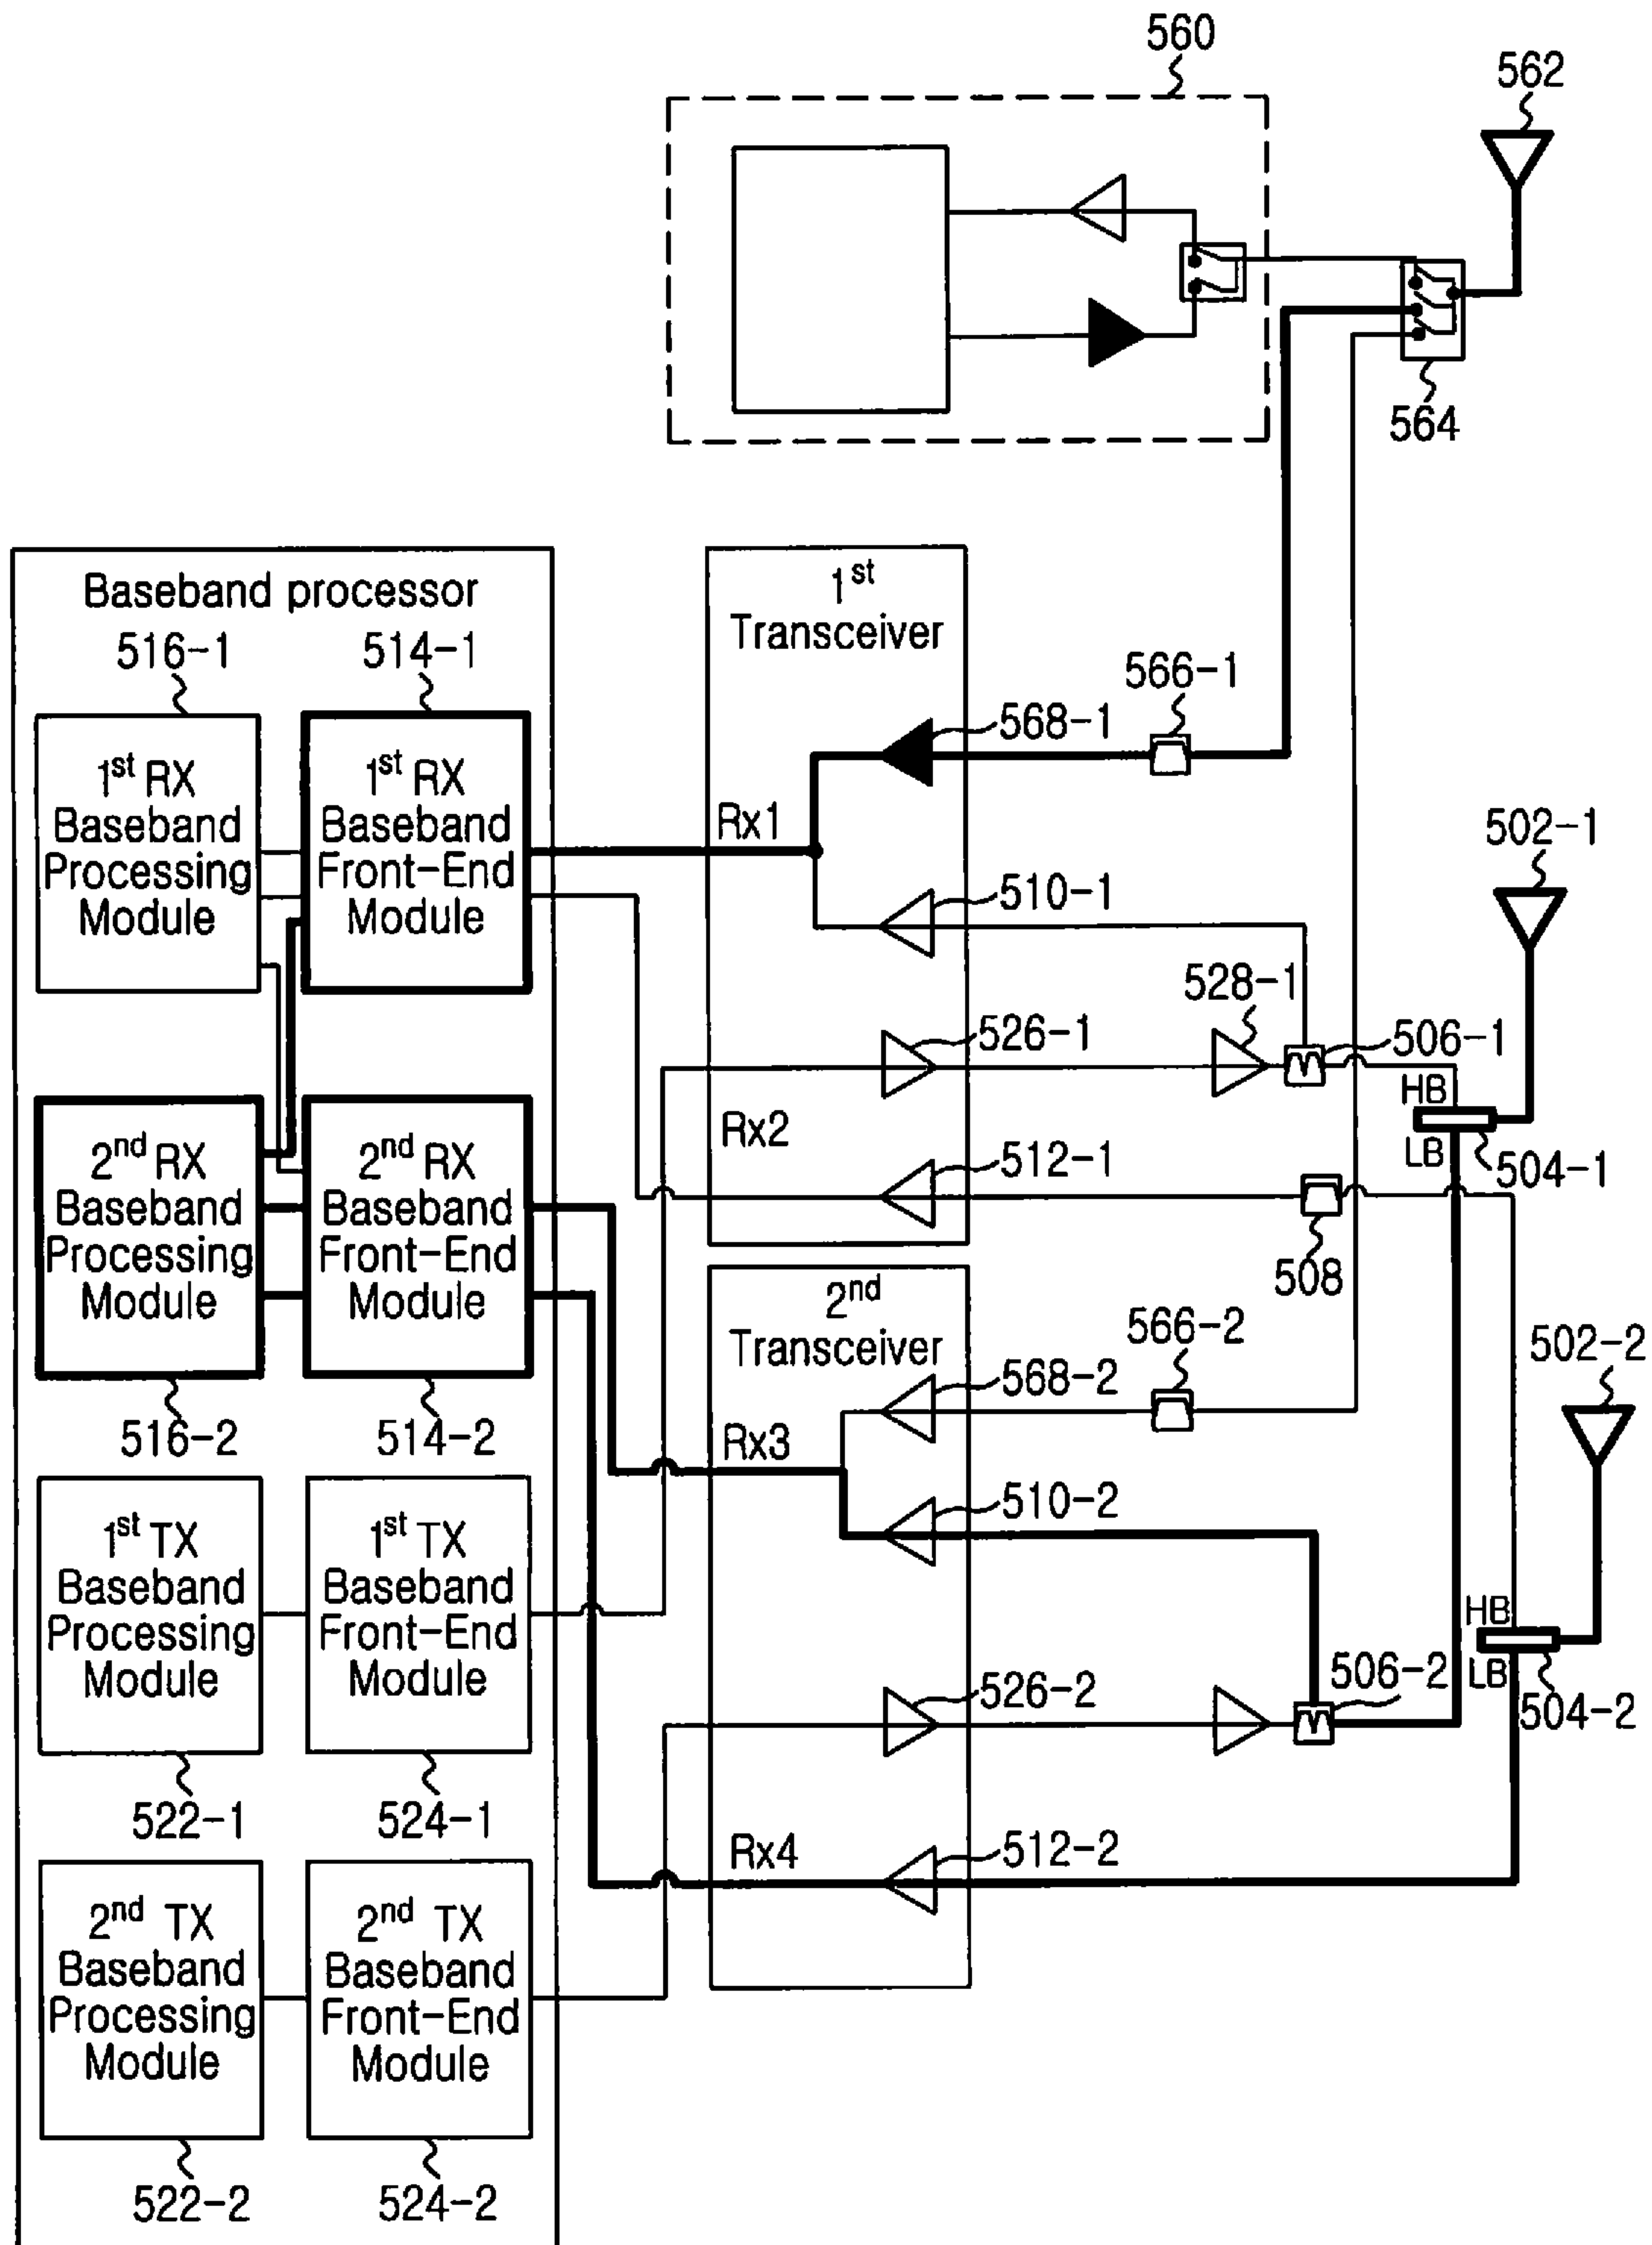 560
562
564
Baseband processor
516-1
514-1
1st
Transceiver
566-1
568-1
1st RX
Baseband
Processing
Module
1st RX
Baseband
Front-End
Module
Rx1
510-1
502-1
528-1
526-1
506-1
HB
LB
504-1
Rx2
512-1
508
2nd RX
Baseband
Processing
Module
2nd RX
Baseband
Front-End
Module
516-2
514-2
2nd
Transceiver
566-2
568-2
502-2
Rx3
510-2
1st TX
Baseband
Processing
Module
1st TX
Baseband
Front-End
Module
HB
LB
504-2
506-2
526-2
522-1
524-1
Rx4
512-2
2nd TX
Baseband
Processing
Module
2nd TX
Baseband
Front-End
Module
522-2
524-2